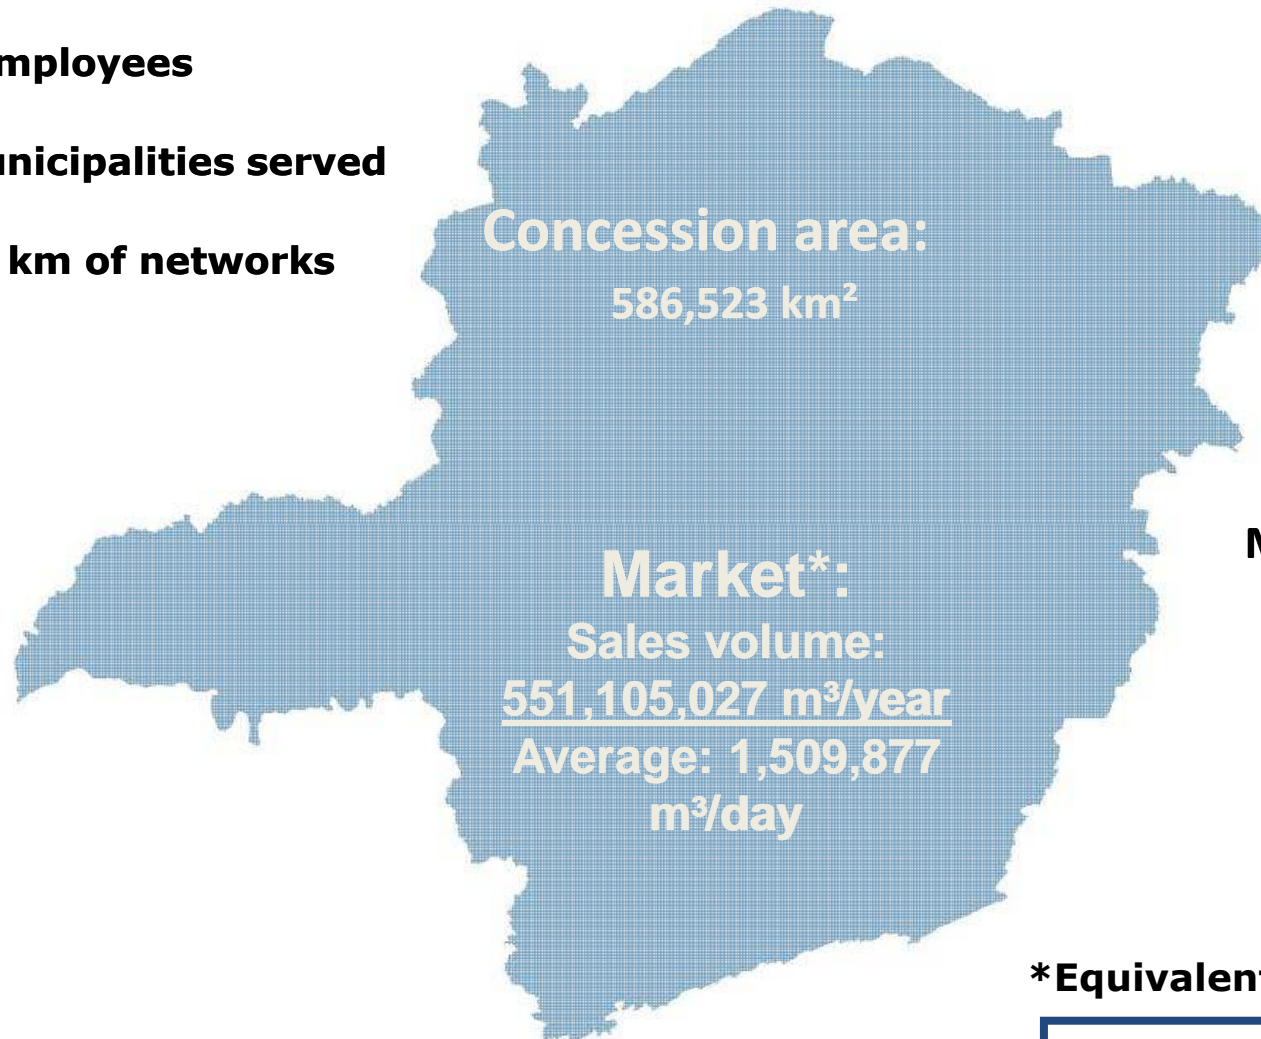 mployees
unicipalities served
km of networks
Concession area:
586,523 km²
M
Market*:
Sales volume:
551,105,027 m³/year
Average: 1,509,877
m³/day
*Equivalent